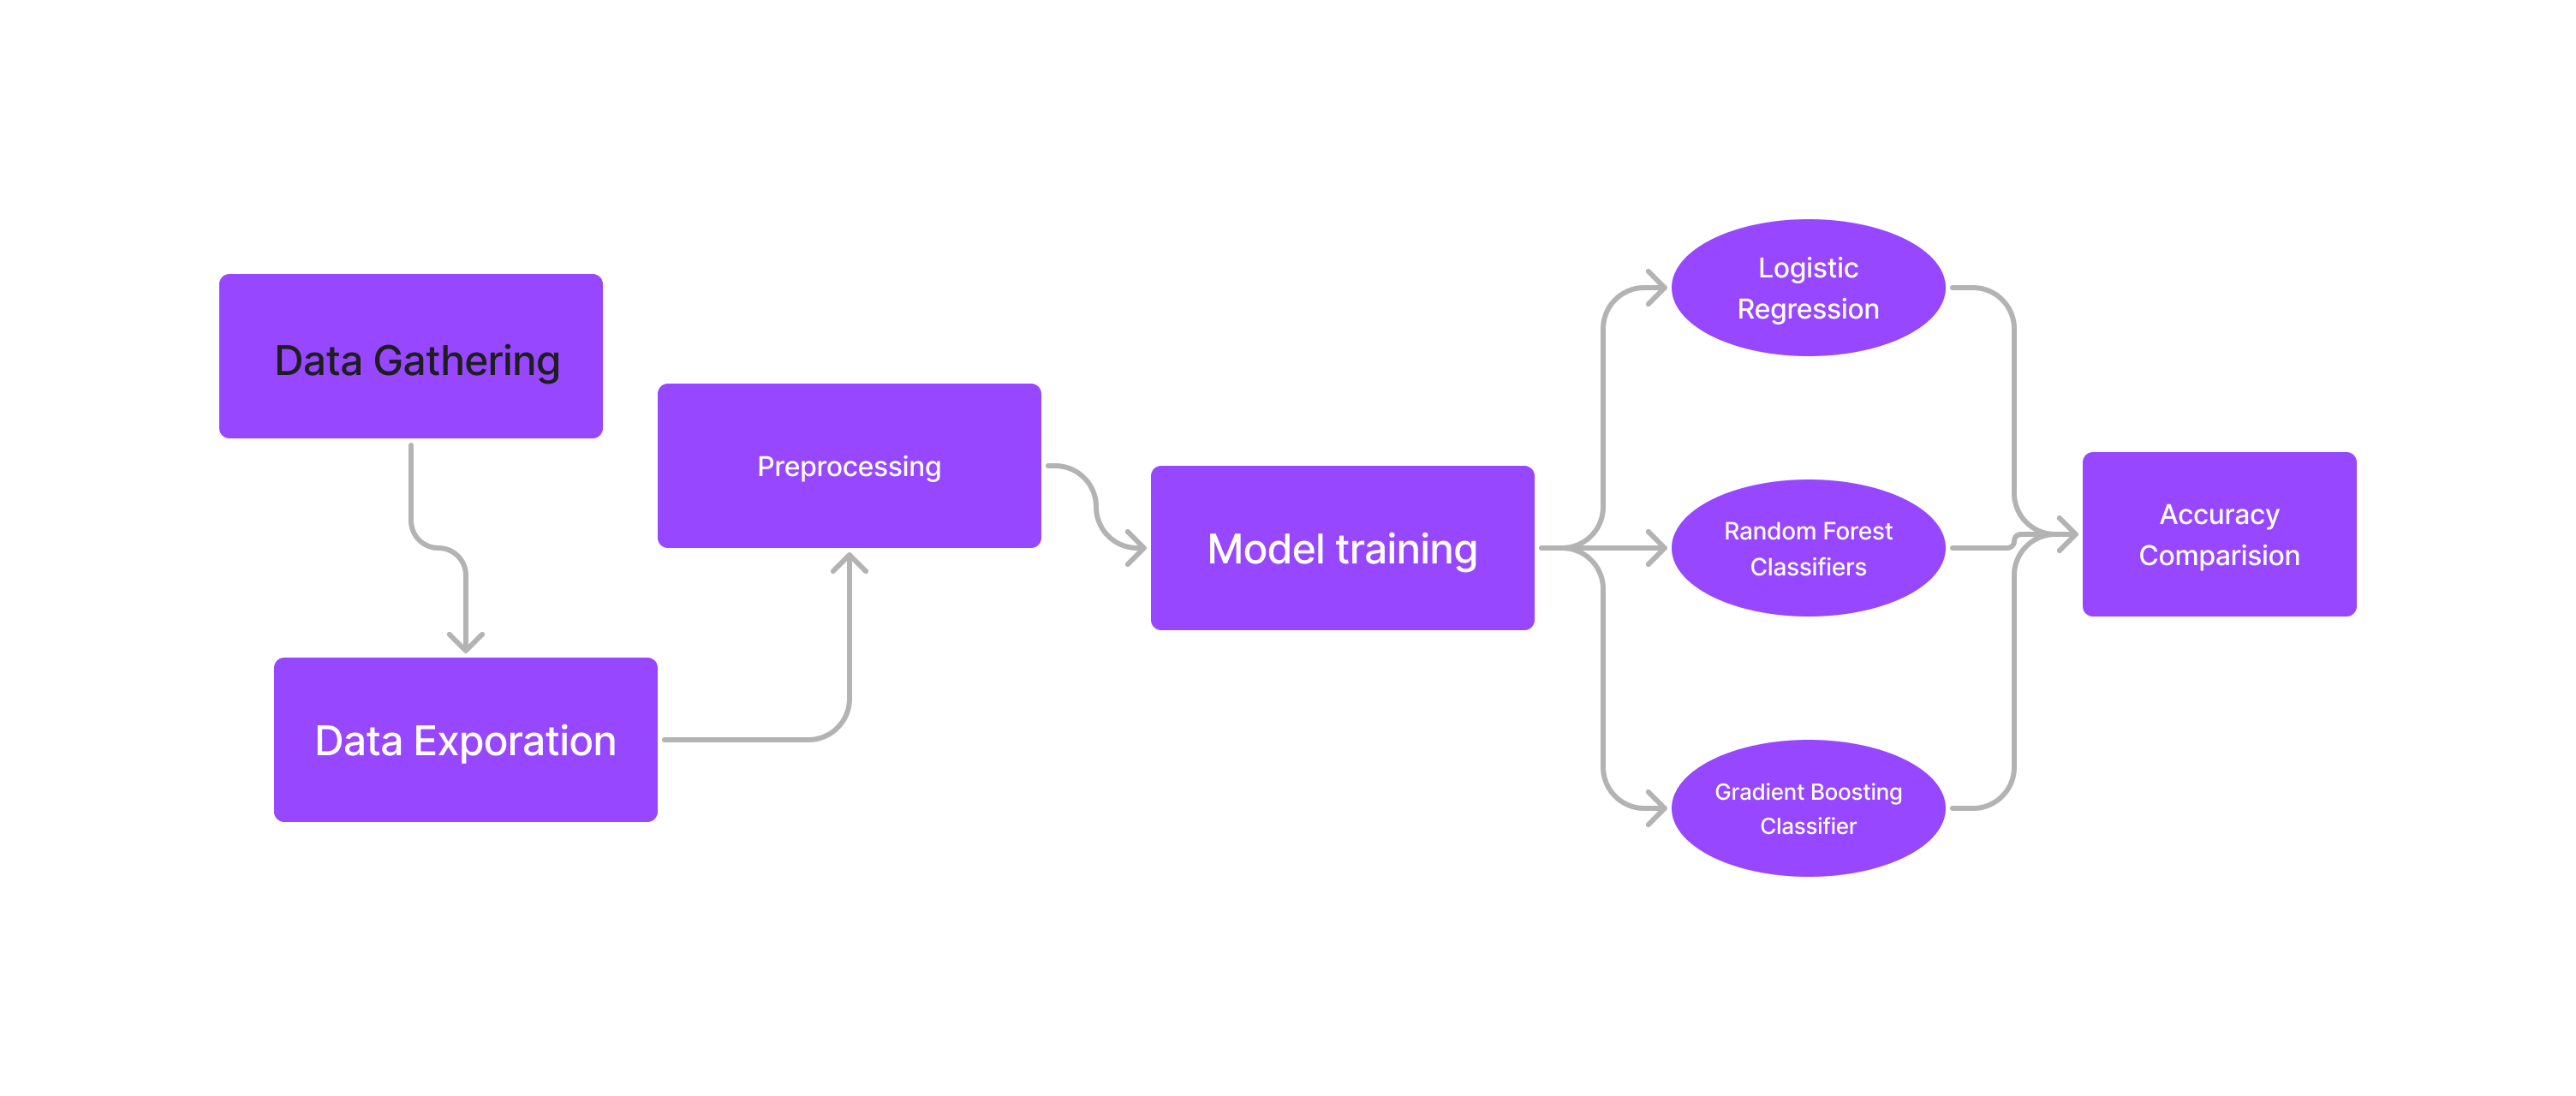 Data Gathering
Data Exporation
Preprocessing
Model training
Logistic
Regression
Random Forest
Classifiers
Gradient Boosting
Classifier
Accuracy
Comparision